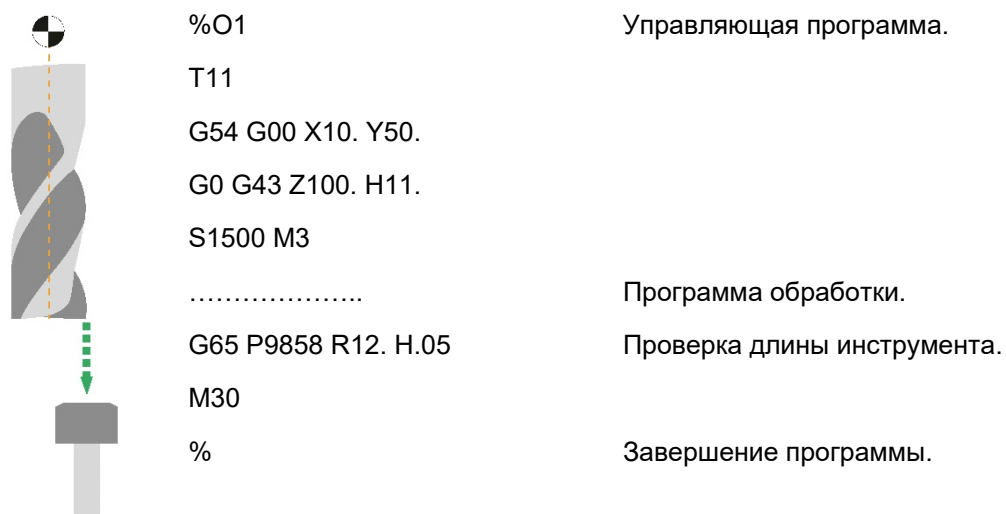 %O1 Управляющая программа.
T11
G54 G00 X10. Y50.
G0 G43 Z100. H11.
S1500 M3
……………….. Программа обработки.
G65 P9858 R12. H.05 Проверка длины инструмента.
M30
% Завершение программы.